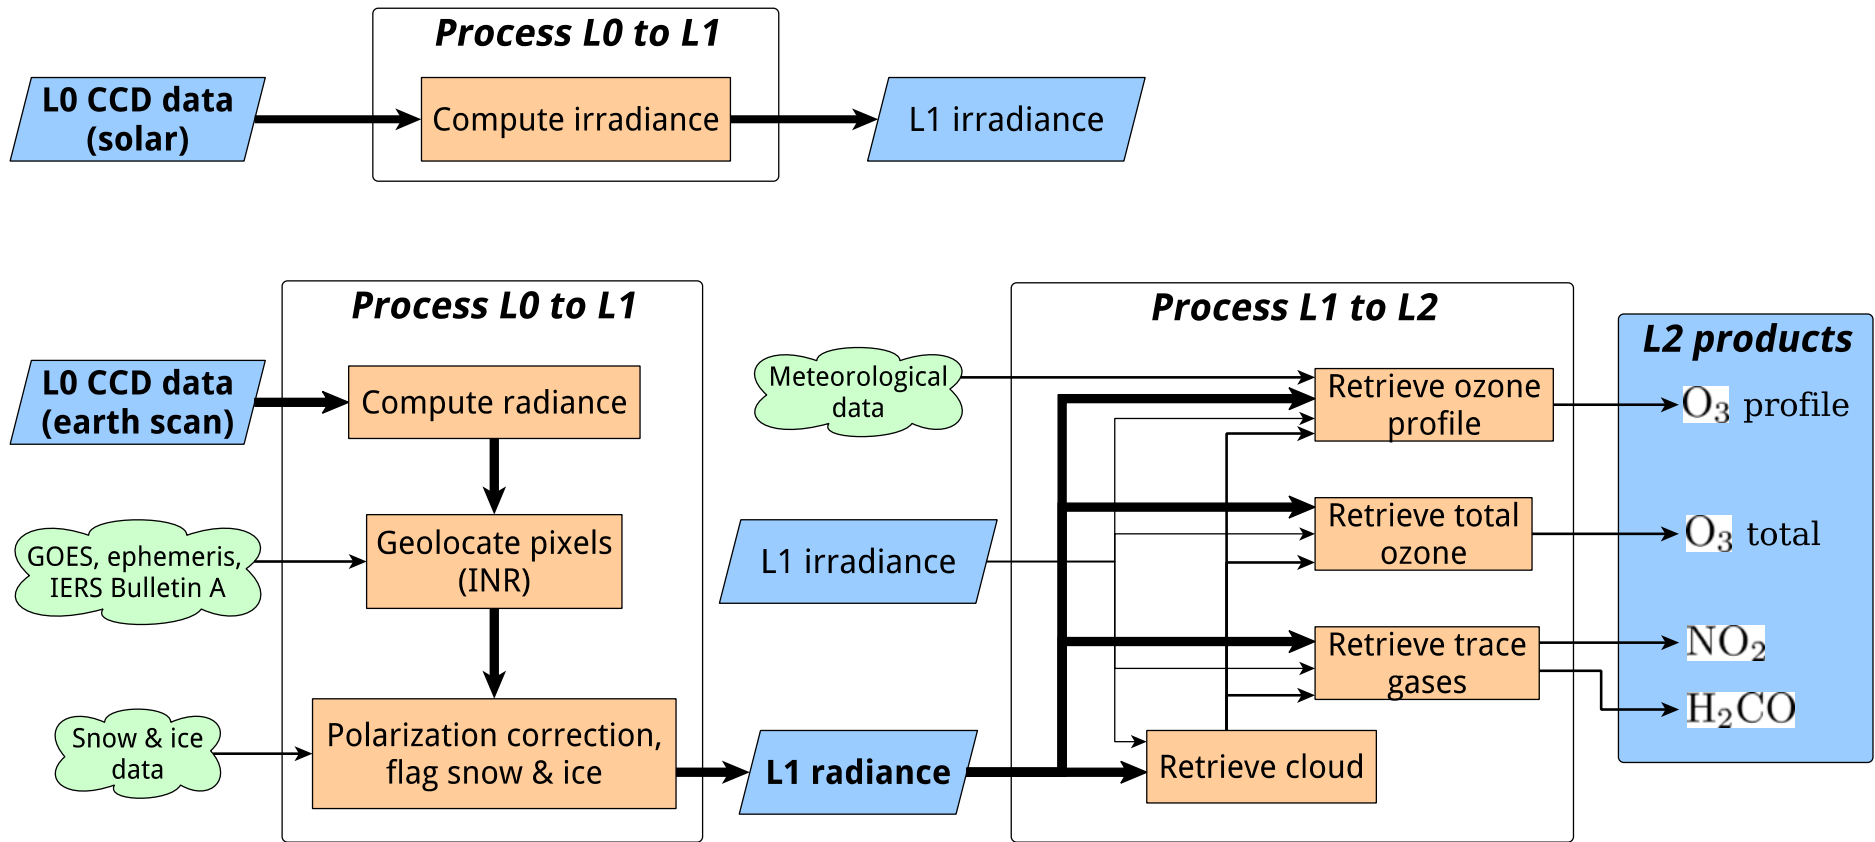 Process L0 to L1
L0 CCD data
(solar)
Compute irradiance
L1 irradiance
Process L0 to L1
L0 CCD data
(earth scan)
Compute radiance
GOES, ephemeris,
IERS Bulletin A
Geolocate pixels
(INR)
Snow & ice
data
Polarization correction,
flag snow & ice
Meteorological
data
L1 irradiance
L1 radiance
Process L1 to L2
Retrieve ozone
profile
Retrieve total
ozone
Retrieve trace
gases
Retrieve cloud
L2 products
O₃ profile
O₃ total
NO₂
H₂CO